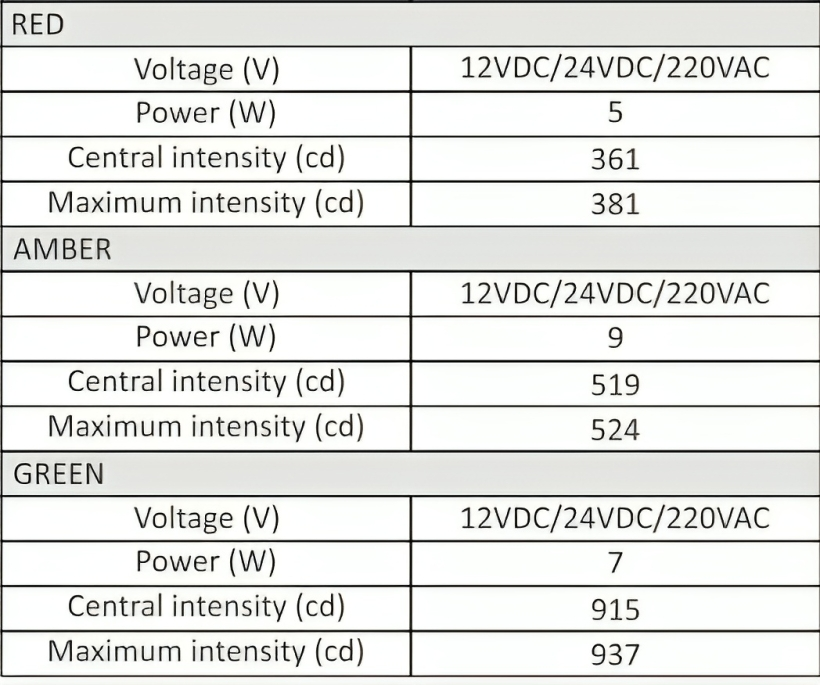 RED
Voltage (V) 12VDC/24VDC/220VAC
Power (W) 5
Central intensity (cd) 361
Maximum intensity (cd) 381
AMBER
Voltage (V) 12VDC/24VDC/220VAC
Power (W) 9
Central intensity (cd) 519
Maximum intensity (cd) 524
GREEN
Voltage (V) 12VDC/24VDC/220VAC
Power (W) 7
Central intensity (cd) 915
Maximum intensity (cd) 937